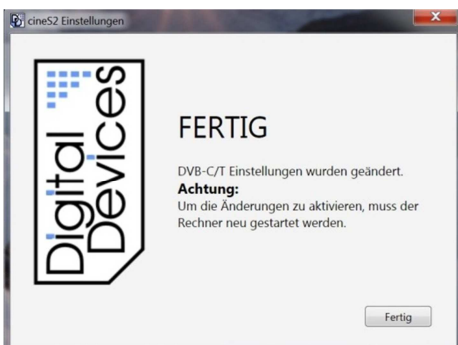 cineS2 Einstellungen
Digital
Devices
FERTIG
DVB-C/T Einstellungen wurden geändert.
Achtung:
Um die Änderungen zu aktivieren, muss der
Rechner neu gestartet werden.
Fertig